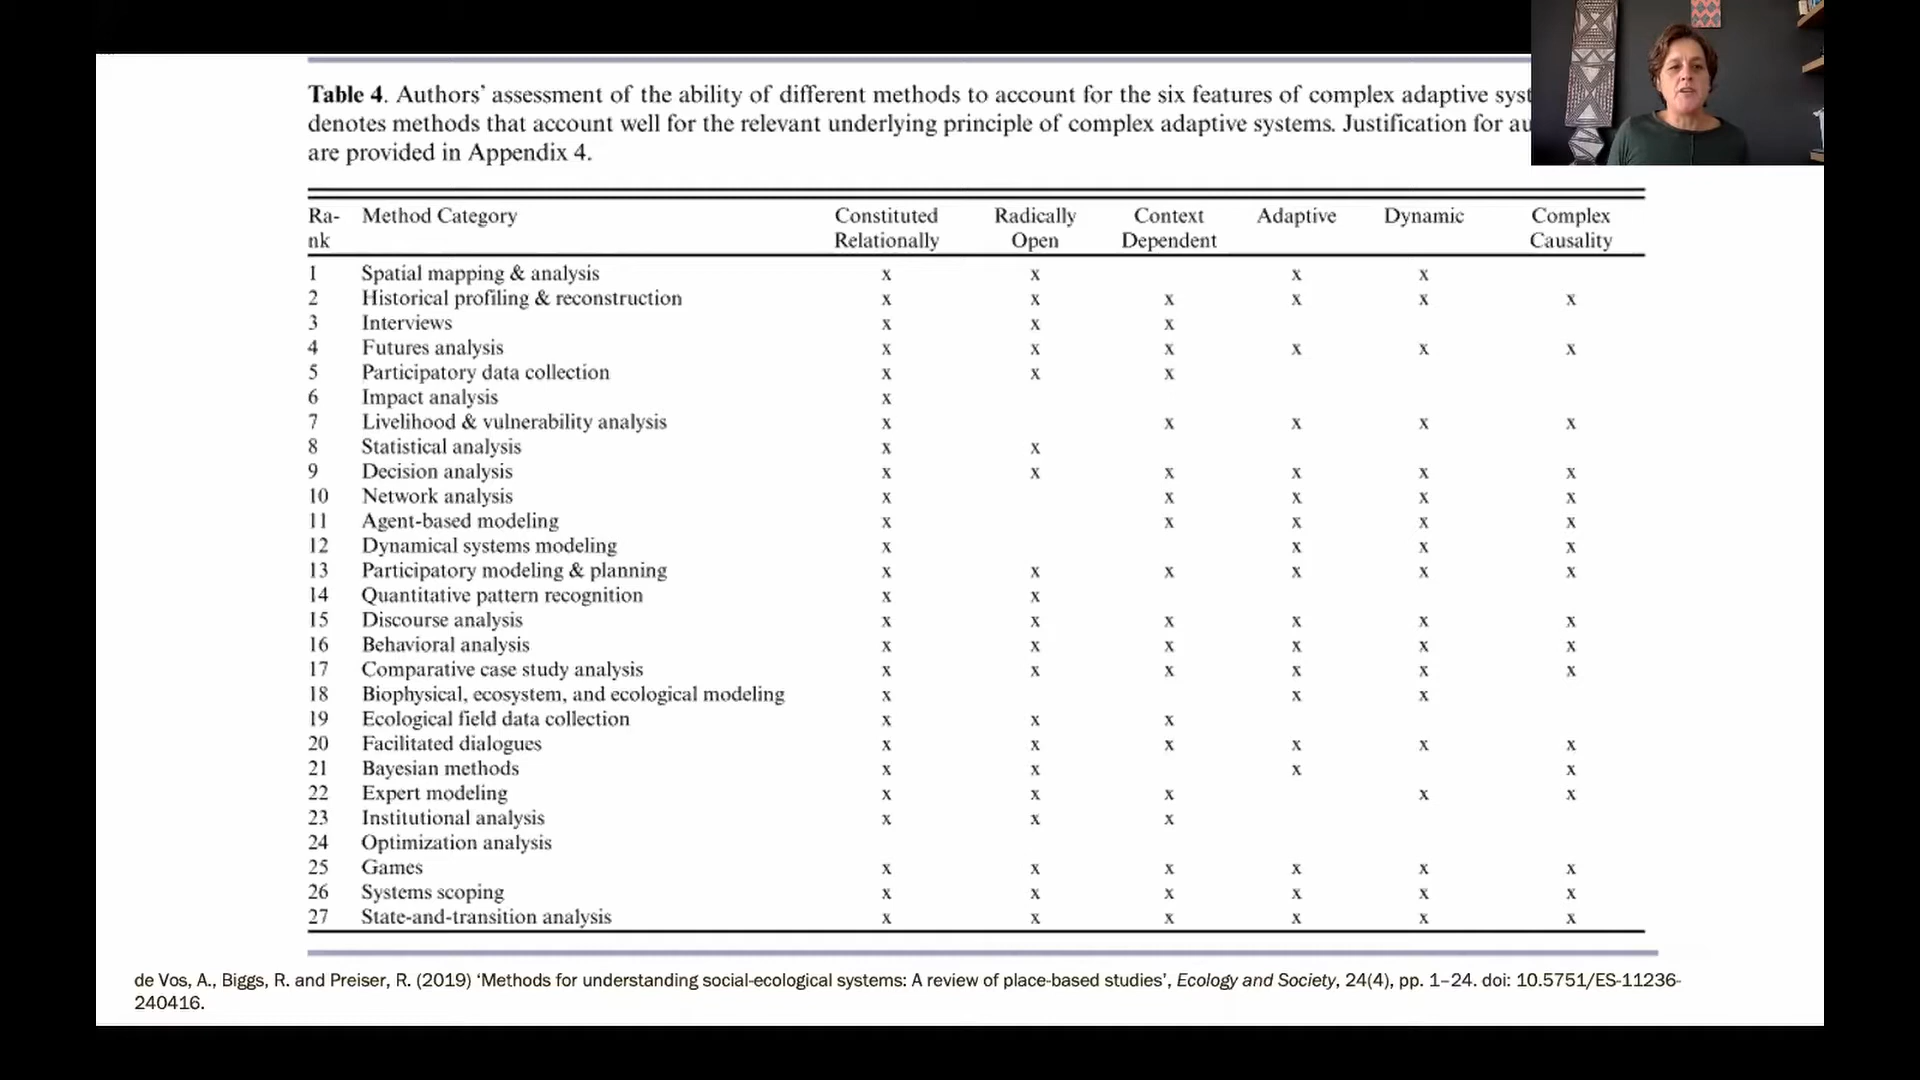 Table 4. Authors' assessment of the ability of different methods to account for the six features of complex adaptive syst
denotes methods that account well for the relevant underlying principle of complex adaptive systems. Justification for au
are provided in Appendix 4.
Ra- Method Category Constituted Radically Context Adaptive Dynamic Complex
nk Relationally Open Dependent Causality
1 Spatial mapping & analysis x x x x
2 Historical profiling & reconstruction x x x x x x
3 Interviews x x x
4 Futures analysis x x x x x x
5 Participatory data collection x x x
6 Impact analysis x
7 Livelihood & vulnerability analysis x x x x x
8 Statistical analysis x x
9 Decision analysis x x x x x x
10 Network analysis x x x x x
11 Agent-based modeling x x x x x
12 Dynamical systems modeling x x x x
13 Participatory modeling & planning x x x x x x
14 Quantitative pattern recognition x x
15 Discourse analysis x x x x x x
16 Behavioral analysis x x x x x x
17 Comparative case study analysis x x x x x x
18 Biophysical, ecosystem, and ecological modeling x x x
19 Ecological field data collection x x x
20 Facilitated dialogues x x x x x x
21 Bayesian methods x x x x
22 Expert modeling x x x x x
23 Institutional analysis x x x
24 Optimization analysis
25 Games x x x x x x
26 Systems scoping x x x x x x
27 State-and-transition analysis x x x x x x
de Vos, A., Biggs, R. and Preiser, R. (2019) ‘Methods for understanding social-ecological systems: A review of place-based studies’, Ecology and Society, 24(4), pp. 1–24. doi: 10.5751/ES-11236-
240416.